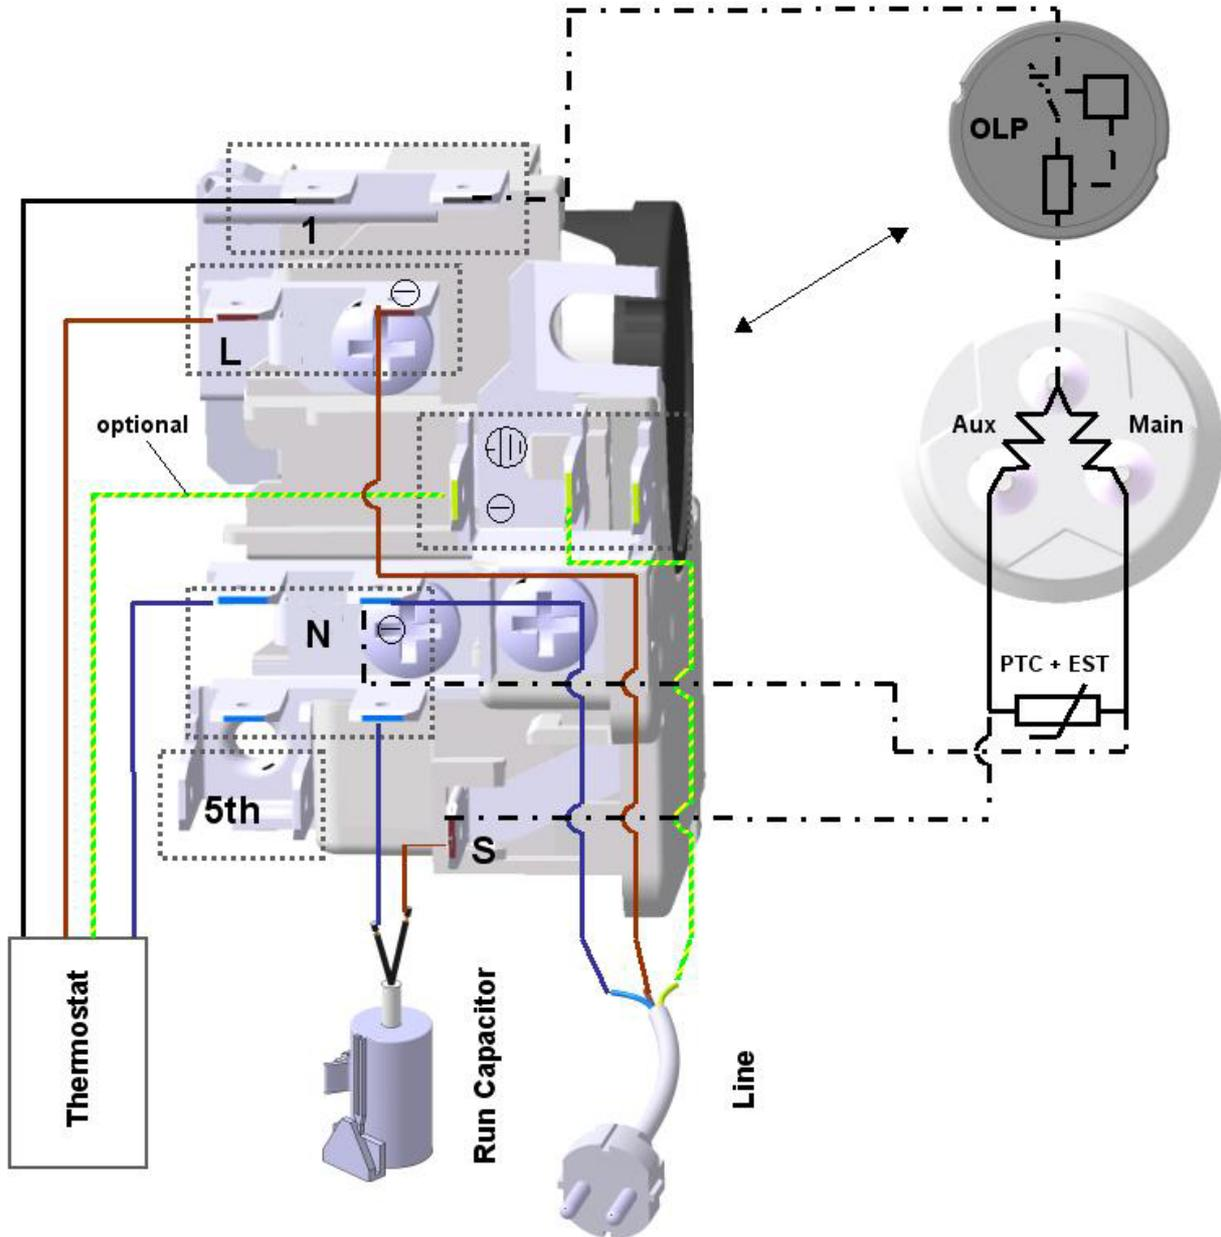 OLP
1
L
optional
Aux
Main
N
PTC + EST
5th
S
Thermostat
Run Capacitor
Line